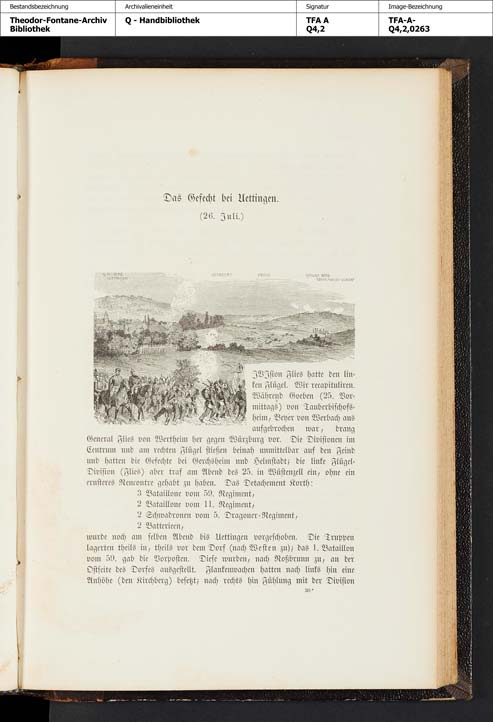 Bestandsbezeichnung
Archivalieneinheit
Signatur
Image-Bezeichnung
Theodor-Fontane-Archiv
Bibliothek
Q - Handbibliothek
TFA A
Q4,2
TFA-A-
Q4,2,0263
Das Gefecht bei Uettingen.
(26. Juli.)
DIVIsion Flies hatte den lin-
ken Flügel. Wir recapituliren.
Während Goeben (25. Vor-
mittags) von Tauberbischofs-
heim, Beyer von Werbach aus
aufgebrochen war, drang
General Flies von Wertheim her gegen Würzburg vor. Die Divisionen im
Centrum und am rechten Flügel stießen beinah unmittelbar auf den Feind
und hatten die Gefechte bei Gerchsheim und Helmstadt; die linke Flügel-
Division (Flies) aber traf am Abend des 25. in Wüstenzell ein, ohne ein
ernsteres Rencontre gehabt zu haben. Das Detachement Korth:
3 Bataillone vom 59. Regiment,
2 Bataillone vom 11. Regiment,
2 Schwadronen vom 5. Dragoner-Regiment,
2 Batterieen,
wurde noch am selben Abend bis Uettingen vorgeschoben. Die Truppen
lagerten theils in, theils vor dem Dorf (nach Westen zu); das 1. Bataillon
vom 59. gab die Vorposten. Diese wurden, nach Roßbrunn zu, an der
Ostseite des Dorfes ausgestellt. Flankenwachen hatten nach links hin eine
Anhöhe (den Kirchberg) besetzt; nach rechts hin Fühlung mit der Division